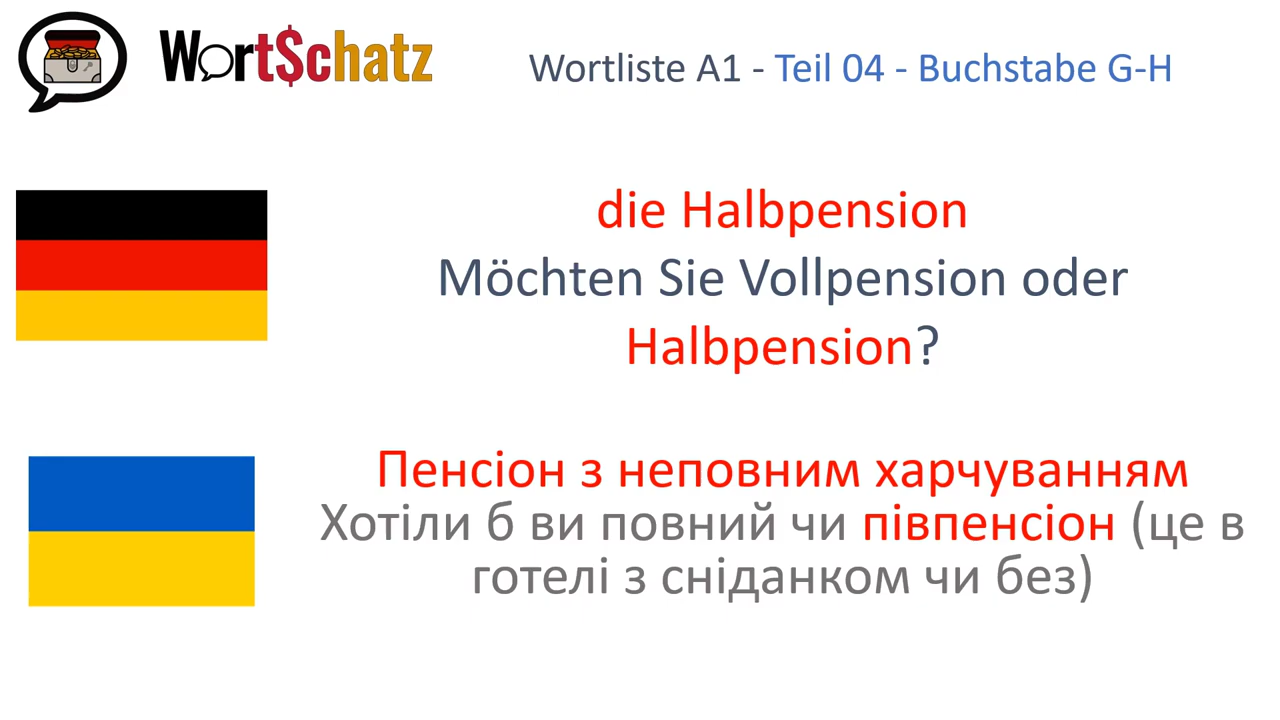 Wort$chatz
Wortliste A1 - Teil 04 - Buchstabe G-H
die Halbpension
Möchten Sie Vollpension oder
Halbpension?
Пенсіон з неповним харчуванням
Хотіли б ви повний чи півпенсіон (це в
готелі з сніданком чи без)